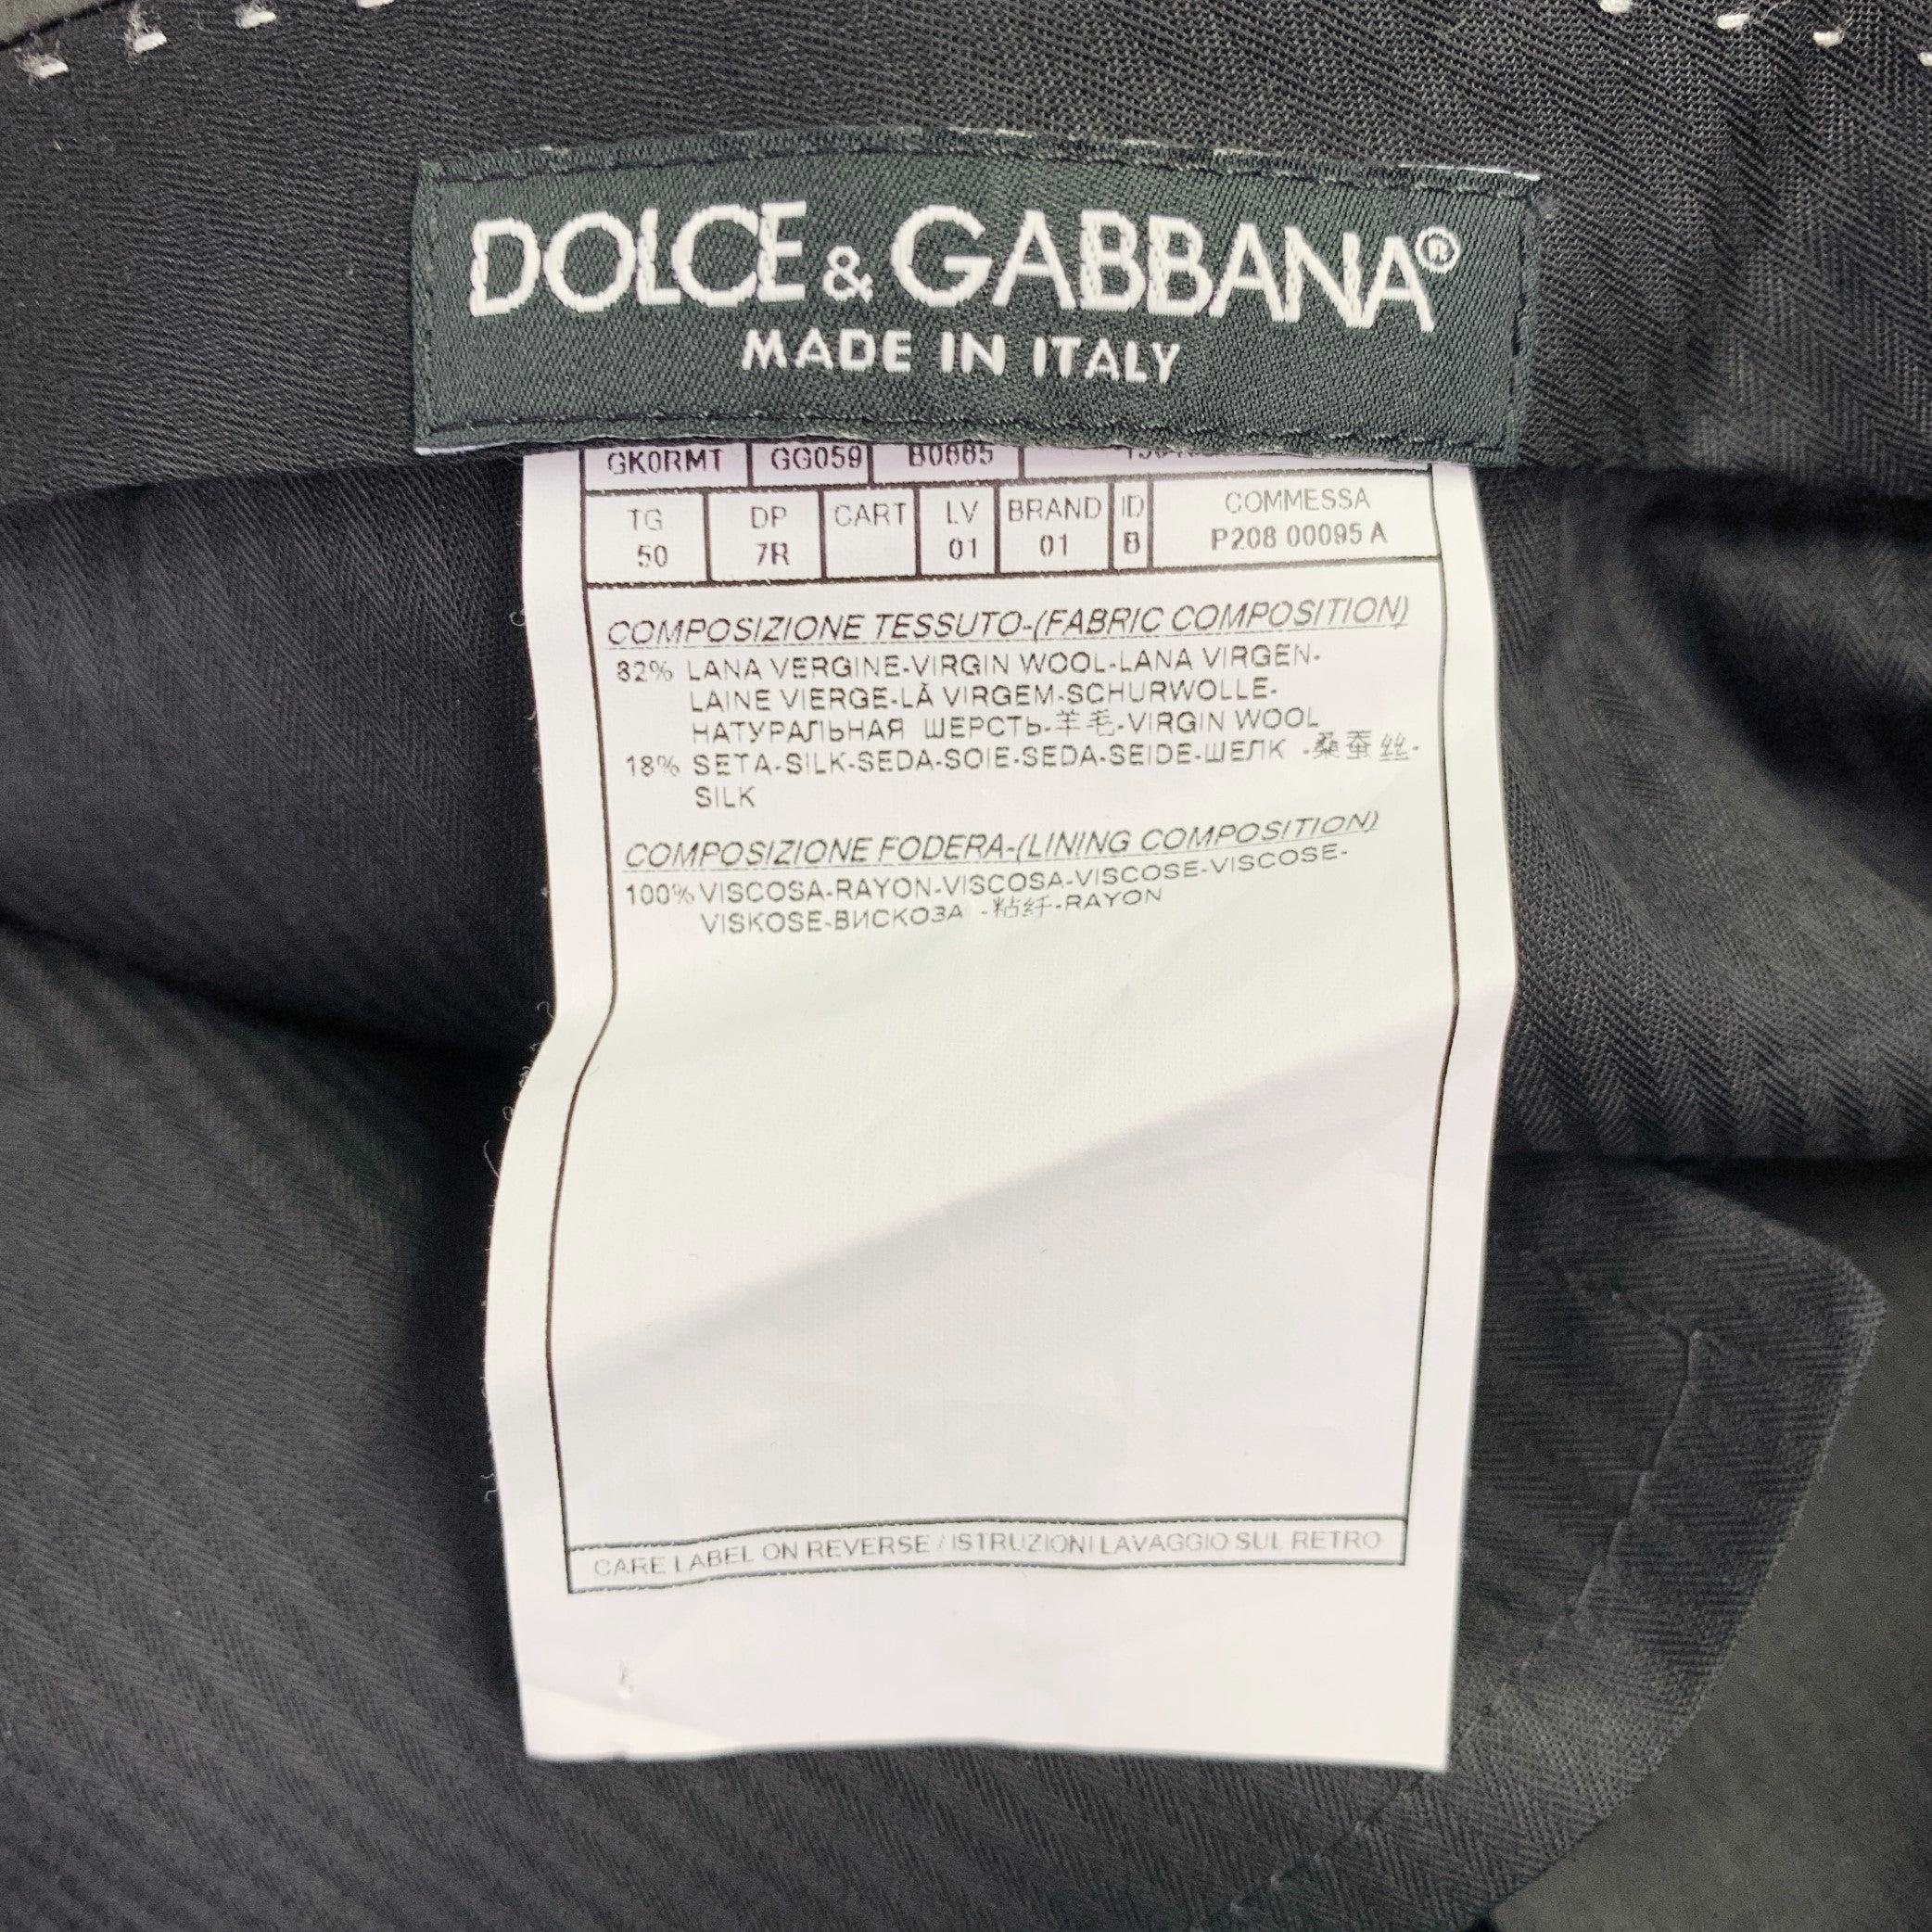 DOLCE & GABBANA®
MADE IN ITALY
GK0RMT GG059 B0665
TG DP CART LV BRAND ID COMMESSA
50 7R 01 01 B P208 00095 A
COMPOSIZIONE TESSUTO-(FABRIC COMPOSITION)
82% LANA VERGINE-VIRGIN WOOL-LANA VIRGEN-
LAINE VIERGE-LÃ VIRGEM-SCHURWOLLE-
НАТУРАЛЬНАЯ ШЕРСТЬ-羊毛-VIRGIN WOOL
18% SETA-SILK-SEDA-SOIE-SEDA-SEIDE-ШЕЛК -桑蚕丝-
SILK
COMPOSIZIONE FODERA-(LINING COMPOSITION)
100% VISCOSA-RAYON-VISCOSA-VISCOSE-VISCOSE-
VISKOSE-ВИСКОЗА -粘纤-RAYON
CARE LABEL ON REVERSE / ISTRUZIONI LAVAGGIO SUL RETRO